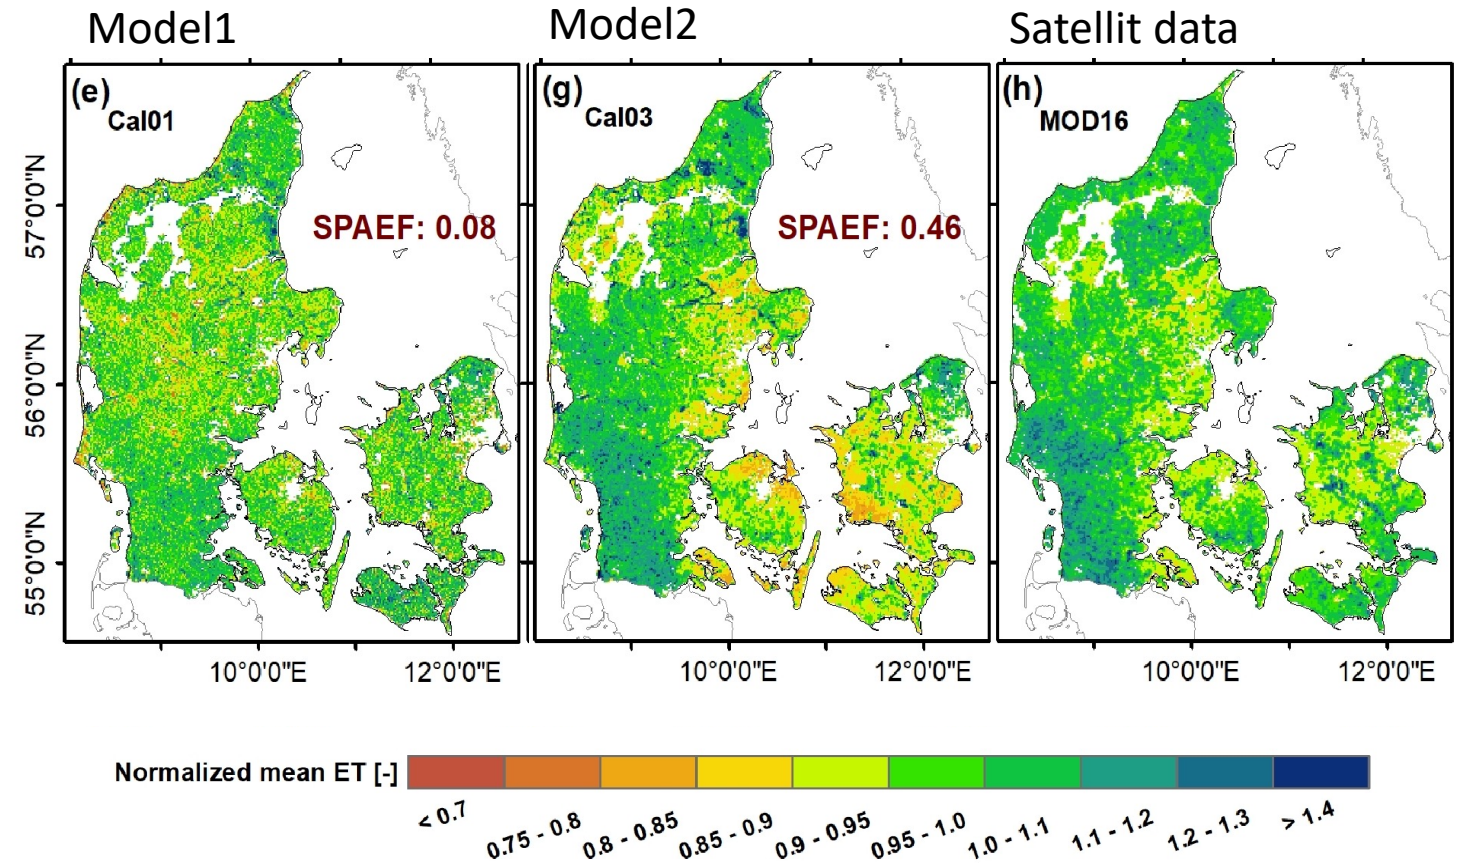 Model1
Model2
Satellit data
(e)
Cal01
(g)
Cal03
(h)
MOD16
SPAEF: 0.08
SPAEF: 0.46
57°0'0"N
56°0'0"N
55°0'0"N
10°0'0"E
12°0'0"E
10°0'0"E
12°0'0"E
10°0'0"E
12°0'0"E
Normalized mean ET [-]
< 0.7
0.75 - 0.8
0.8 - 0.85
0.85 - 0.9
0.9 - 0.95
0.95 - 1.0
1.0 - 1.1
1.1 - 1.2
1.2 - 1.3
> 1.4